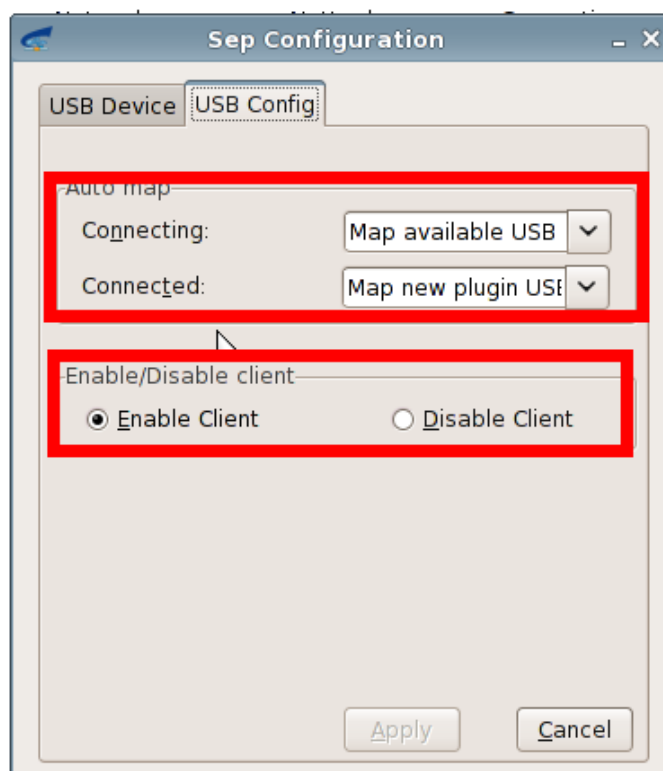 Sep Configuration
USB Device USB Config
Auto map
Connecting: Map available USB
Connected: Map new plugin USB
Enable/Disable client
Enable Client Disable Client
Apply Cancel